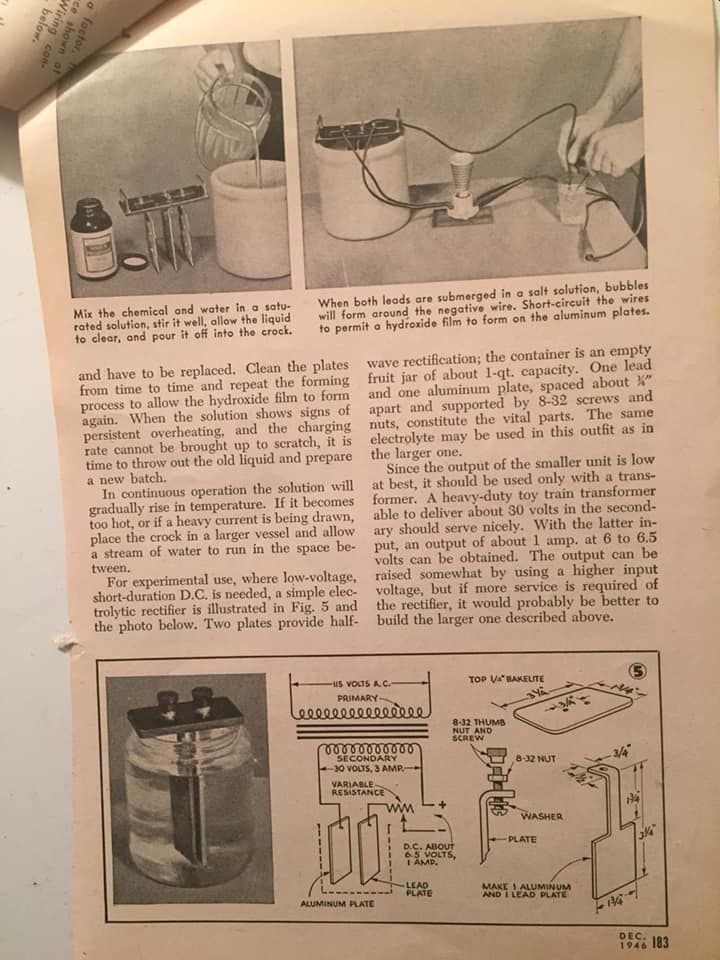 a factor,
ce shown at
Wiring con-
below.
Mix the chemical and water in a satu-
rated solution, stir it well, allow the liquid
to clear, and pour it off into the crock.
When both leads are submerged in a salt solution, bubbles
will form around the negative wire. Short-circuit the wires
to permit a hydroxide film to form on the aluminum plates.
and have to be replaced. Clean the plates
from time to time and repeat the forming
process to allow the hydroxide film to form
again. When the solution shows signs of
persistent overheating, and the charging
rate cannot be brought up to scratch, it is
time to throw out the old liquid and prepare
a new batch.
In continuous operation the solution will
gradually rise in temperature. If it becomes
too hot, or if a heavy current is being drawn,
place the crock in a larger vessel and allow
a stream of water to run in the space be-
tween.
For experimental use, where low-voltage,
short-duration D.C. is needed, a simple elec-
trolytic rectifier is illustrated in Fig. 5 and
the photo below. Two plates provide half-
wave rectification; the container is an empty
fruit jar of about 1-qt. capacity. One lead
and one aluminum plate, spaced about
apart and supported by 8-32 screws and
nuts, constitute the vital parts. The same
electrolyte may be used in this outfit as in
the larger one.
Since the output of the smaller unit is low
at best, it should be used only with a trans-
former. A heavy-duty toy train transformer
able to deliver about 30 volts in the second-
ary should serve nicely. With the latter in-
put, an output of about 1 amp. at 6 to 6.5
volts can be obtained. The output can be
raised somewhat by using a higher input
voltage, but if more service is required of
the rectifier, it would probably be better to
build the larger one described above.
5
115 VOLTS A.C.
PRIMARY
SECONDARY
30 VOLTS, 3 AMP.
VARIABLE
RESISTANCE
+
-
D.C. ABOUT
6.5 VOLTS,
1 AMP.
LEAD
PLATE
ALUMINUM PLATE
TOP 1/4" BAKELITE
3/4"
8-32 THUMB
NUT AND
SCREW
8-32 NUT
WASHER
PLATE
3/4"
1 3/4"
MAKE 1 ALUMINUM
AND 1 LEAD PLATE
1 3/4"
DEC.
1946 183